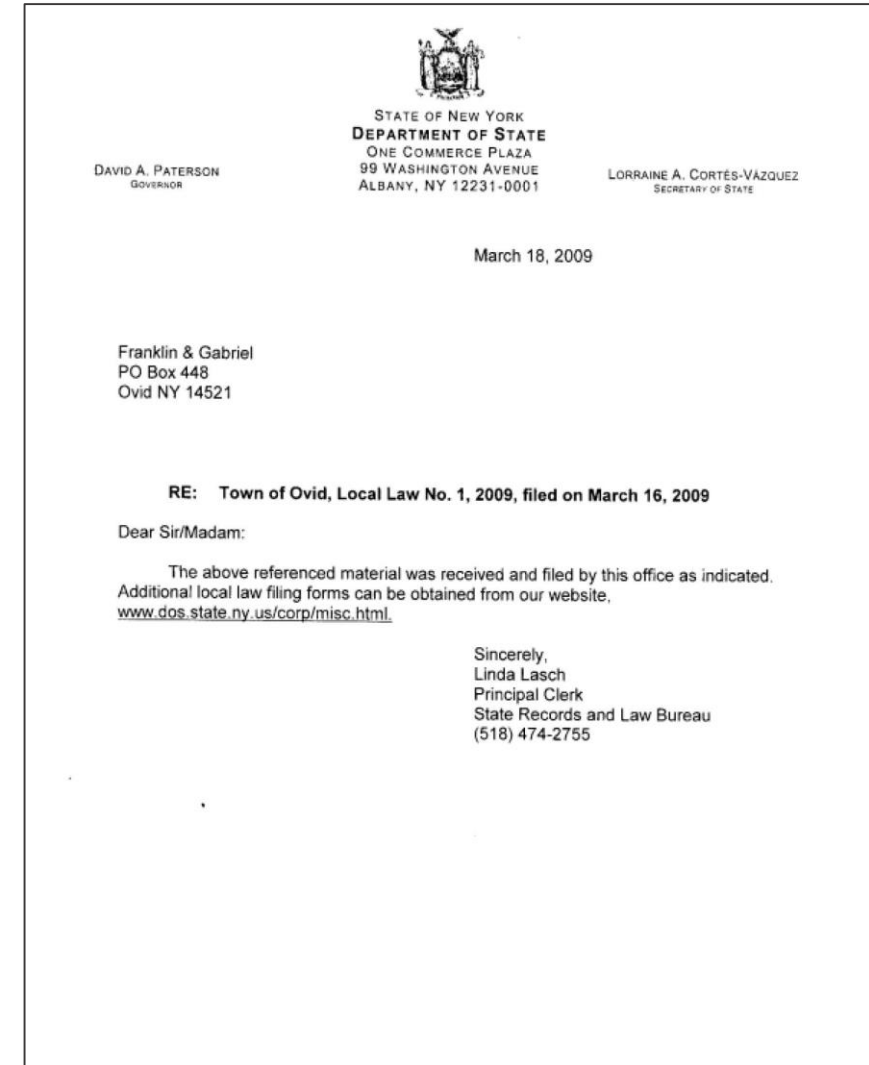 STATE OF NEW YORK
DEPARTMENT OF STATE
ONE COMMERCE PLAZA
99 WASHINGTON AVENUE
ALBANY, NY 12231-0001
DAVID A. PATERSON
GOVERNOR
LORRAINE A. CORTÉS-VÁZQUEZ
SECRETARY OF STATE
March 18, 2009
Franklin & Gabriel
PO Box 448
Ovid NY 14521
RE: Town of Ovid, Local Law No. 1, 2009, filed on March 16, 2009
Dear Sir/Madam:
The above referenced material was received and filed by this office as indicated.
Additional local law filing forms can be obtained from our website,
www.dos.state.ny.us/corp/misc.html.
Sincerely,
Linda Lasch
Principal Clerk
State Records and Law Bureau
(518) 474-2755